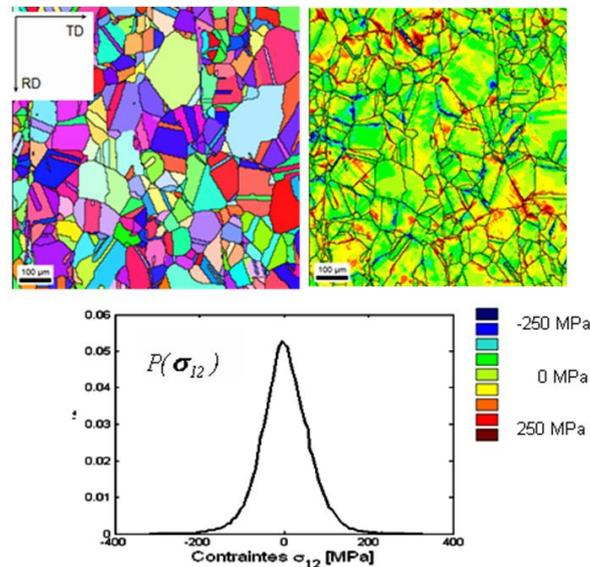 TD
RD
100 µm
100 µm
0.06
0.05
0.04
0.03
0.02
0.01
0
P(σ12)
-400
-200
0
200
400
Contraintes σ12 [MPa]
-250 MPa
0 MPa
250 MPa